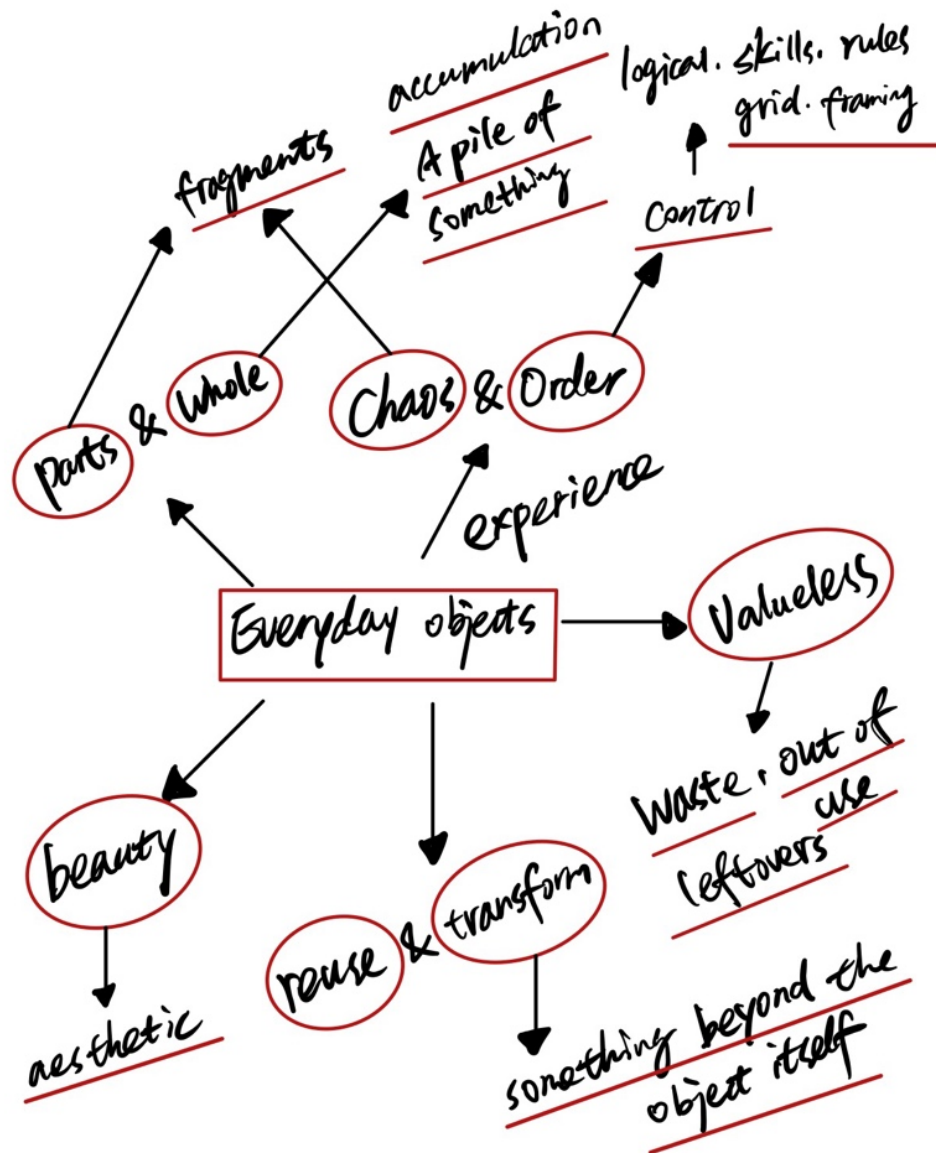 accumulation
logical. skills. rules
grid. framing
fragments
A pile of
something
control
parts & whole
Chaos & Order
experience
Everyday objects
Valueless
Waste. out of
use
leftovers
beauty
reuse & transform
aesthetic
something beyond the
object itself